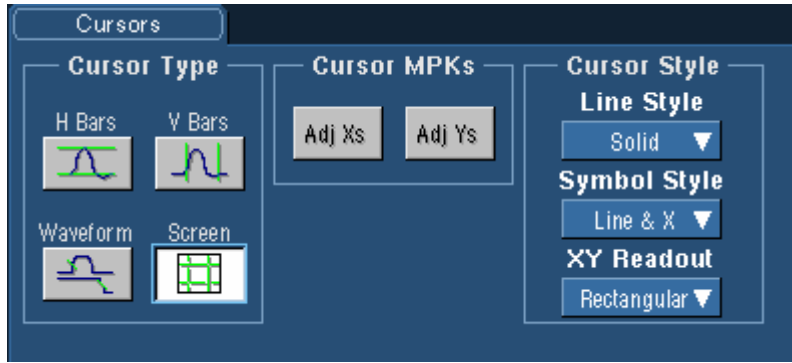 Cursors
Cursor Type
H Bars
V Bars
Waveform
Screen
Cursor MPKs
Adj Xs
Adj Ys
Cursor Style
Line Style
Solid
Symbol Style
Line & X
XY Readout
Rectangular